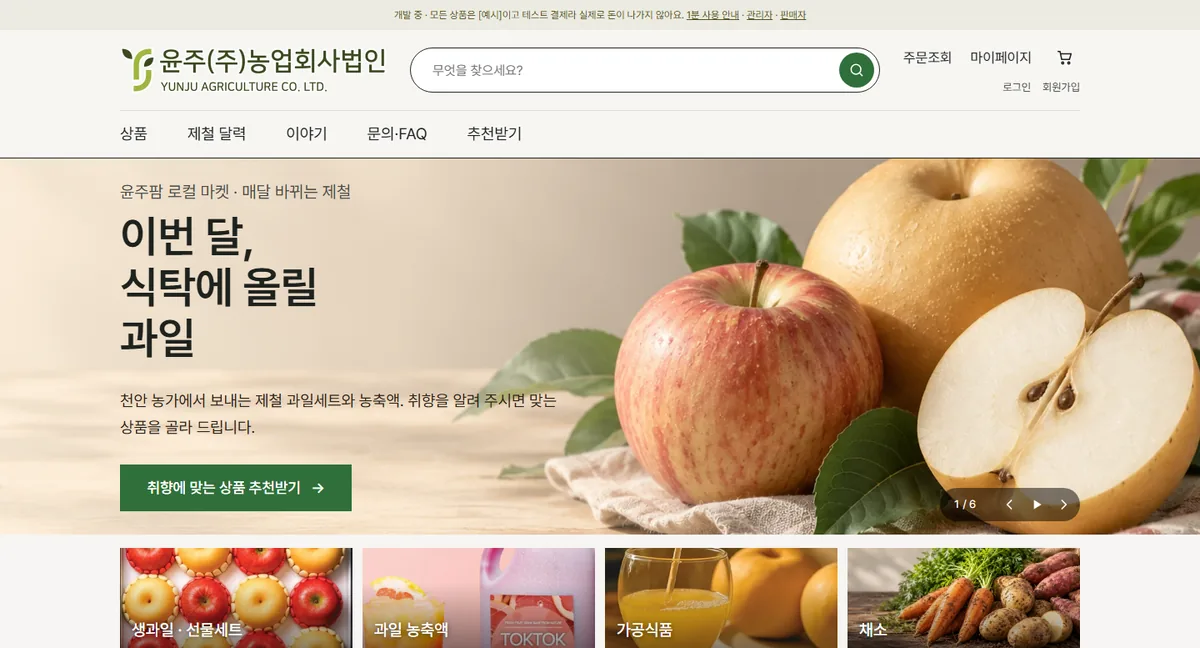 개발 중 · 모든 상품은 [예시]이고 테스트 결제라 실제로 돈이 나가지 않아요. 1분 사용 안내 · 관리자 · 판매자
윤주(주)농업회사법인
YUNJU AGRICULTURE CO. LTD.
무엇을 찾으세요?
주문조회 마이페이지
로그인 회원가입
상품 제철 달력 이야기 문의·FAQ 추천받기
윤주팜 로컬 마켓 · 매달 바뀌는 제철
이번 달,
식탁에 올릴
과일
천안 농가에서 보내는 제철 과일세트와 농축액. 취향을 알려 주시면 맞는
상품을 골라 드립니다.
취향에 맞는 상품 추천받기 →
1 / 6
생과일 · 선물세트
과일 농축액
TOKTOK
가공식품
채소